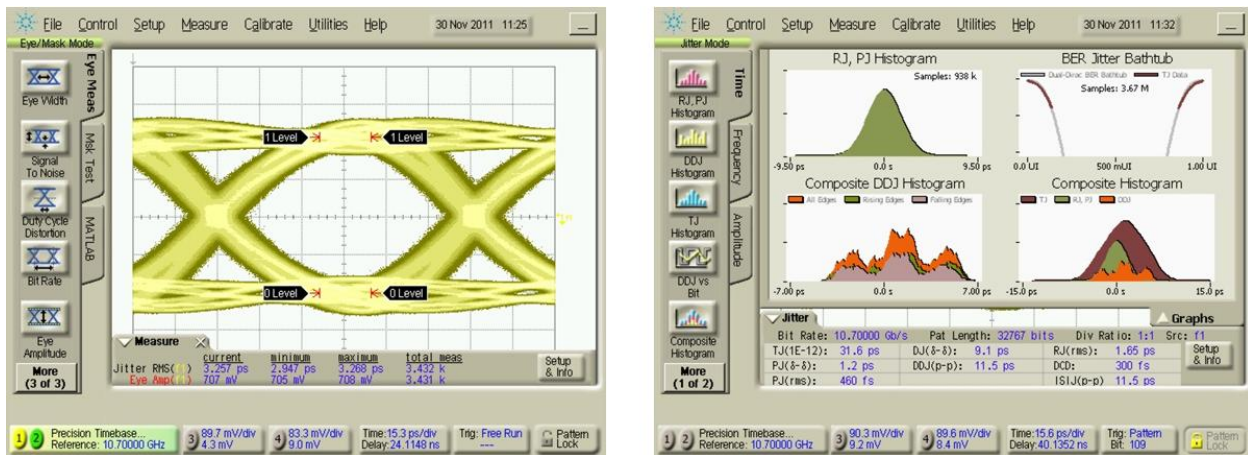 File Control Setup Measure Calibrate Utilities Help 30 Nov 2011 11:25
Eye/Mask Mode
Eye Meas
Msk Test
MATLAB
Eye Width
Signal
To Noise
Duty Cycle
Distortion
Bit Rate
Eye
Amplitude
More
(3 of 3)
1 Level
1 Level
0 Level
0 Level
Measure
current minimum maximum total meas
Jitter RMS( ) 3.257 ps 2.947 ps 3.268 ps 3.432 k
Eye Amp( ) 707 mV 705 mV 708 mV 3.431 k
Setup
& Info
1 2 Precision Timebase...
Reference: 10.70000 GHz
3 89.7 mV/div
4.3 mV
4 83.3 mV/div
9.0 mV
Time:15.3 ps/div
Delay:24.1148 ns
Trig: Free Run
---
Pattern
Lock
File Control Setup Measure Calibrate Utilities Help 30 Nov 2011 11:32
Jitter Mode
Time
Frequency
Amplitude
RJ, PJ
Histogram
DDJ
Histogram
TJ
Histogram
DDJ vs
Bit
Composite
Histogram
More
(1 of 2)
RJ, PJ Histogram
Samples: 938 k
-9.50 ps 0.0 s 9.50 ps
BER Jitter Bathtub
Dual-Dirac BER Bathtub TJ Data
Samples: 3.67 M
0.0 UI 500 mUI 1.00 UI
Composite DDJ Histogram
All Edges Rising Edges Falling Edges
-7.00 ps 0.0 s 7.00 ps
Composite Histogram
TJ RJ, PJ DDJ
-15.0 ps 0.0 s 15.0 ps
Jitter
Graphs
Bit Rate: 10.70000 Gb/s Pat Length: 32767 bits Div Ratio: 1:1 Src: f1
TJ(1E-12): 31.6 ps DJ(δ-δ): 9.1 ps RJ(rms): 1.65 ps
PJ(δ-δ): 1.2 ps DDJ(p-p): 11.5 ps DCD: 300 fs
PJ(rms): 460 fs ISIJ(p-p) 11.5 ps
Setup
& Info
1 2 Precision Timebase...
Reference: 10.70000 GHz
3 90.3 mV/div
9.2 mV
4 89.6 mV/div
8.4 mV
Time:15.6 ps/div
Delay:40.1352 ns
Trig: Pattern
Bit: 109
Pattern
Lock